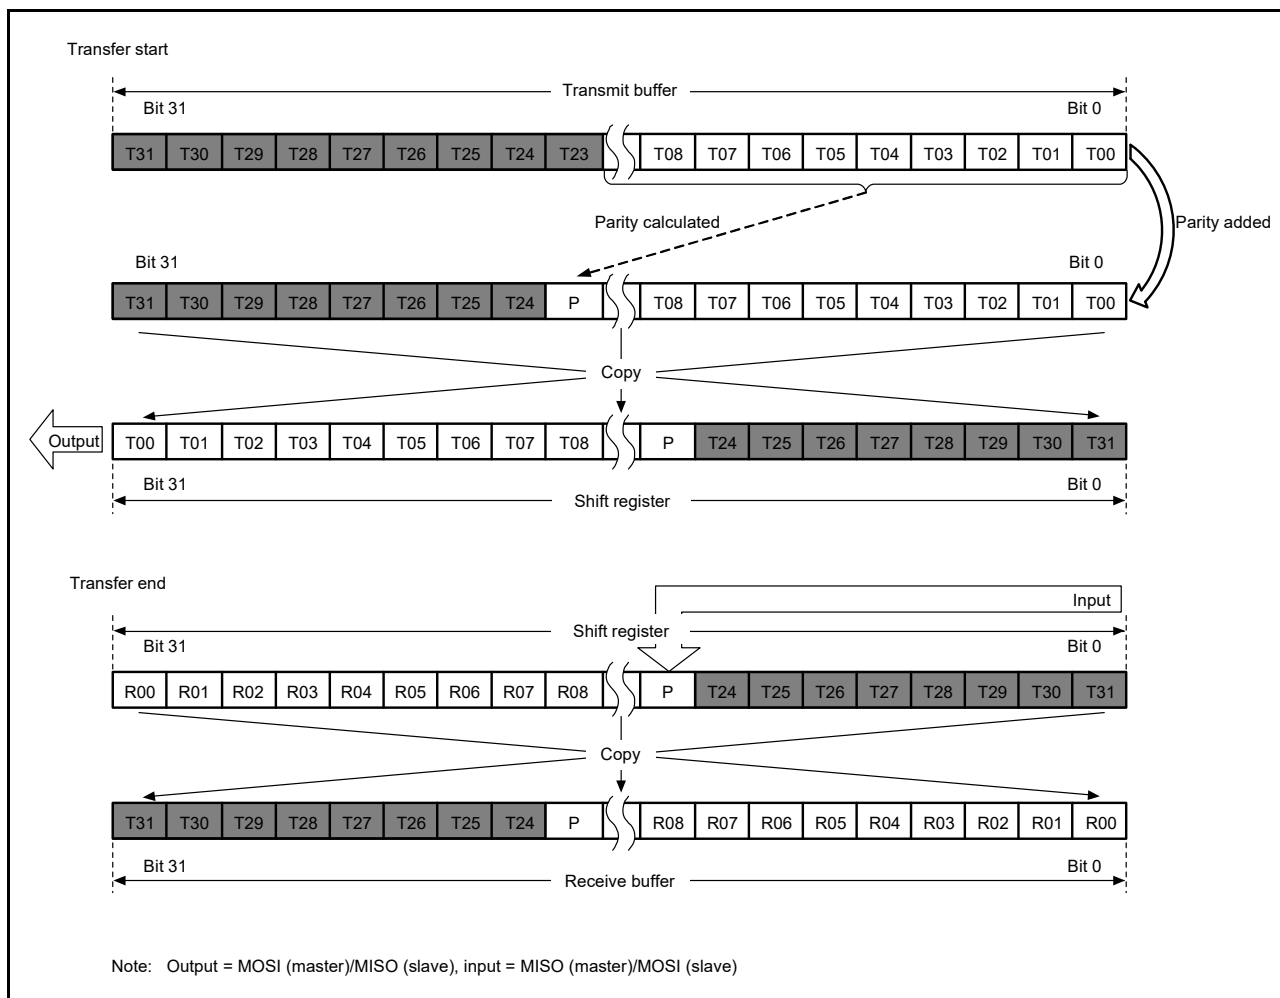 Transfer start
Transmit buffer
Bit 31 Bit 0
T31 T30 T29 T28 T27 T26 T25 T24 T23 T08 T07 T06 T05 T04 T03 T02 T01 T00
Parity calculated Parity added
Bit 31 Bit 0
T31 T30 T29 T28 T27 T26 T25 T24 P T08 T07 T06 T05 T04 T03 T02 T01 T00
Copy
Output T00 T01 T02 T03 T04 T05 T06 T07 T08 P T24 T25 T26 T27 T28 T29 T30 T31
Bit 31 Bit 0
Shift register
Transfer end
Input
Shift register
Bit 31 Bit 0
R00 R01 R02 R03 R04 R05 R06 R07 R08 P T24 T25 T26 T27 T28 T29 T30 T31
Copy
T31 T30 T29 T28 T27 T26 T25 T24 P R08 R07 R06 R05 R04 R03 R02 R01 R00
Bit 31 Bit 0
Receive buffer
Note: Output = MOSI (master)/MISO (slave), input = MISO (master)/MOSI (slave)